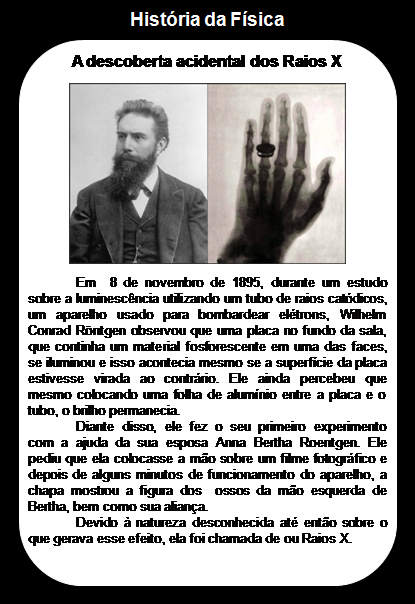 História da Física
A descoberta acidental dos Raios X
Em 8 de novembro de 1895, durante um estudo
sobre a luminescência utilizando um tubo de raios catódicos,
um aparelho usado para bombardear elétrons, Wilhelm
Conrad Röntgen observou que uma placa no fundo da sala,
que continha um material fosforescente em uma das faces,
se iluminou e isso acontecia mesmo se a superfície da placa
estivesse virada ao contrário. Ele ainda percebeu que
mesmo colocando uma folha de alumínio entre a placa e o
tubo, o brilho permanecia.
Diante disso, ele fez o seu primeiro experimento
com a ajuda da sua esposa Anna Bertha Roentgen. Ele
pediu que ela colocasse a mão sobre um filme fotográfico e
depois de alguns minutos de funcionamento do aparelho, a
chapa mostrou a figura dos ossos da mão esquerda de
Bertha, bem como sua aliança.
Devido à natureza desconhecida até então sobre o
que gerava esse efeito, ela foi chamada de ou Raios X.